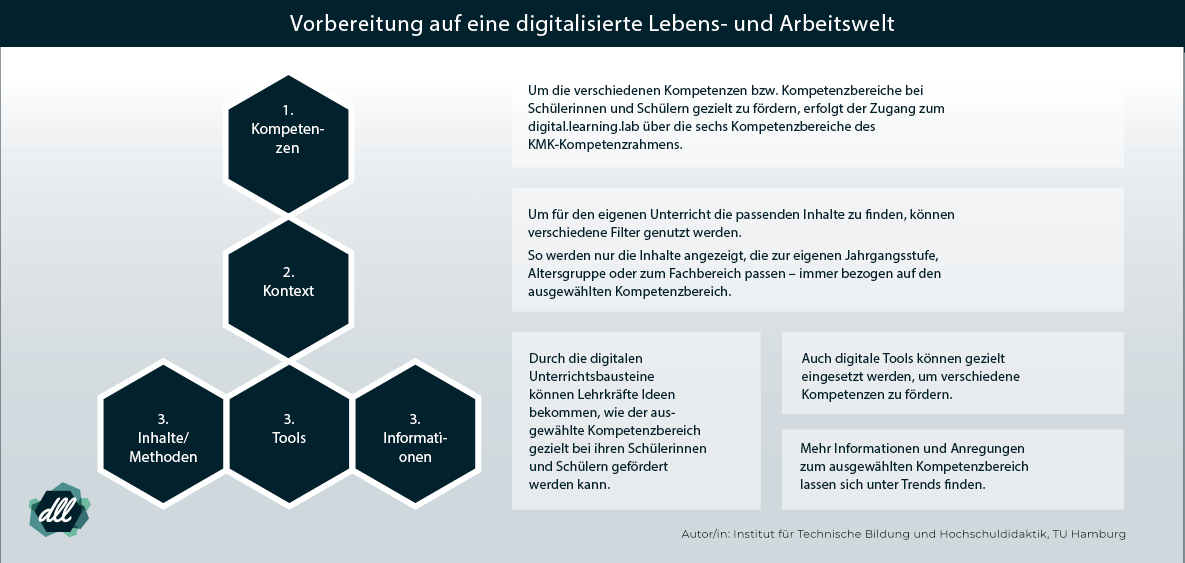 Vorbereitung auf eine digitalisierte Lebens- und Arbeitswelt
1.
Kompeten-
zen
Um die verschiedenen Kompetenzen bzw. Kompetenzbereiche bei
Schülerinnen und Schülern gezielt zu fördern, erfolgt der Zugang zum
digital.learning.lab über die sechs Kompetenzbereiche des
KMK-Kompetenzrahmens.
2.
Kontext
Um für den eigenen Unterricht die passenden Inhalte zu finden, können
verschiedene Filter genutzt werden.
So werden nur die Inhalte angezeigt, die zur eigenen Jahrgangsstufe,
Altersgruppe oder zum Fachbereich passen – immer bezogen auf den
ausgewählten Kompetenzbereich.
3.
Inhalte/
Methoden
3.
Tools
3.
Informati-
onen
Durch die digitalen
Unterrichtsbausteine
können Lehrkräfte Ideen
bekommen, wie der aus-
gewählte Kompetenzbereich
gezielt bei ihren Schülerinnen
und Schülern gefördert
werden kann.
Auch digitale Tools können gezielt
eingesetzt werden, um verschiedene
Kompetenzen zu fördern.
Mehr Informationen und Anregungen
zum ausgewählten Kompetenzbereich
lassen sich unter Trends finden.
dll
Autor/in: Institut für Technische Bildung und Hochschuldidaktik, TU Hamburg